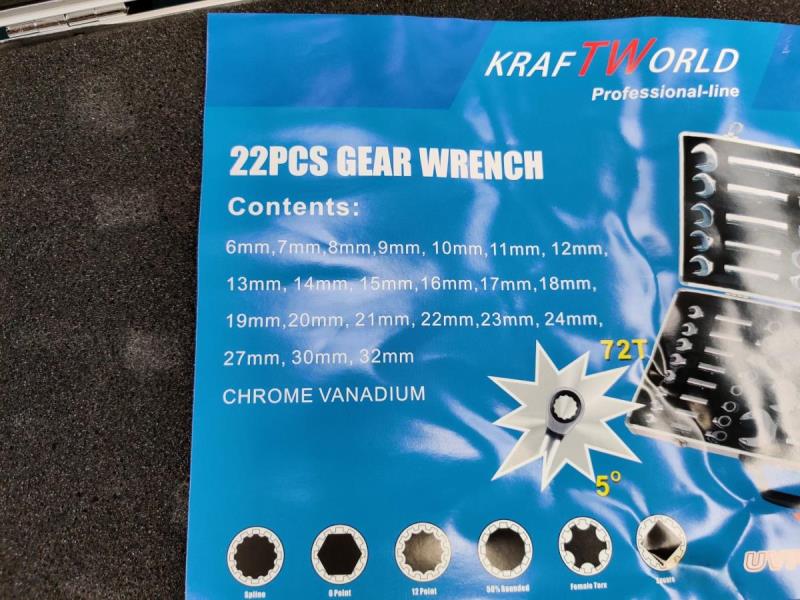 KRAFTWORLD
Professional-line
22PCS GEAR WRENCH
Contents:
6mm,7mm,8mm,9mm, 10mm,11mm, 12mm,
13mm, 14mm, 15mm,16mm,17mm,18mm,
19mm,20mm, 21mm, 22mm,23mm, 24mm,
27mm, 30mm, 32mm
CHROME VANADIUM
72T
5°
Spline
6 Point
12 Point
50% Rounded
Female Torx
Square